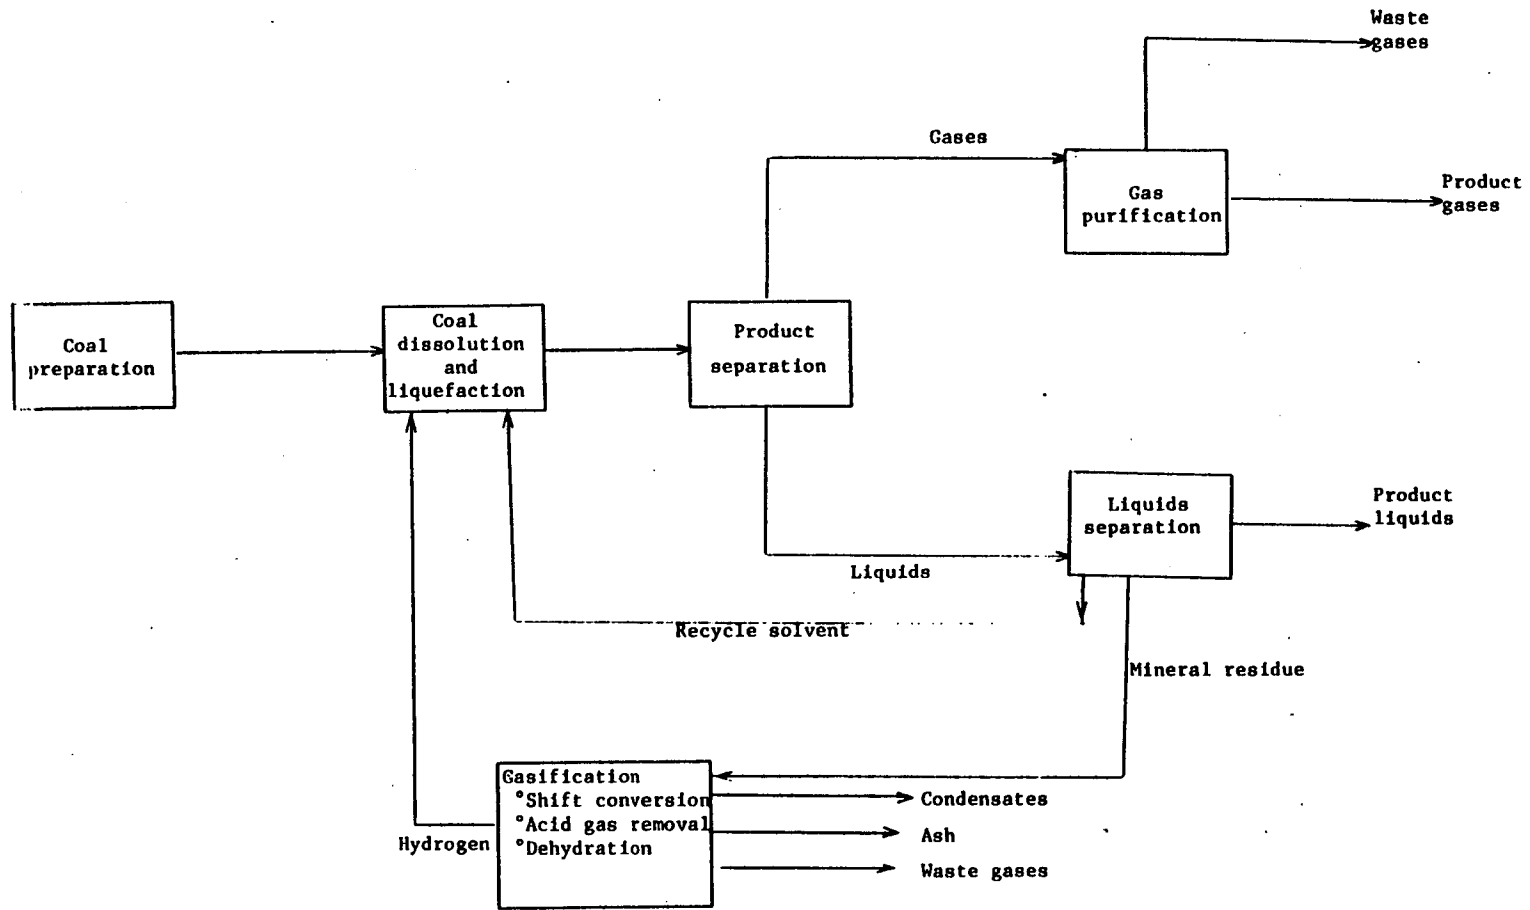 Waste
gases
Gases
Gas
purification
Product
gases
Coal
preparation
Coal
dissolution
and
liquefaction
Product
separation
Liquids
separation
Product
liquids
Liquids
Recycle solvent
Mineral residue
Gasification
°Shift conversion
°Acid gas removal
°Dehydration
Hydrogen
Condensates
Ash
Waste gases